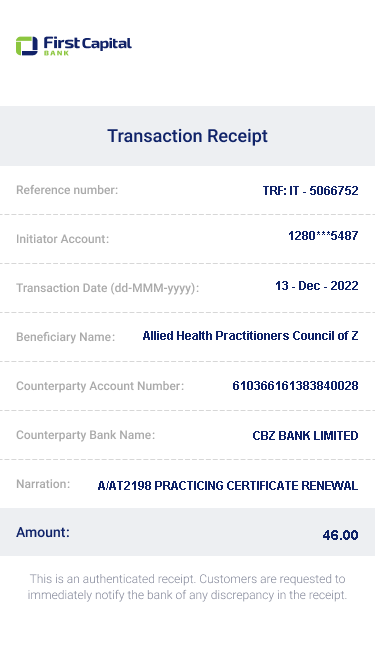 First Capital
BANK
Transaction Receipt
Reference number: TRF: IT - 5066752
Initiator Account: 1280***5487
Transaction Date (dd-MMM-yyyy): 13 - Dec - 2022
Beneficiary Name: Allied Health Practitioners Council of Z
Counterparty Account Number: 610366161383840028
Counterparty Bank Name: CBZ BANK LIMITED
Narration: A/AT2198 PRACTICING CERTIFICATE RENEWAL
Amount: 46.00
This is an authenticated receipt. Customers are requested to
immediately notify the bank of any discrepancy in the receipt.